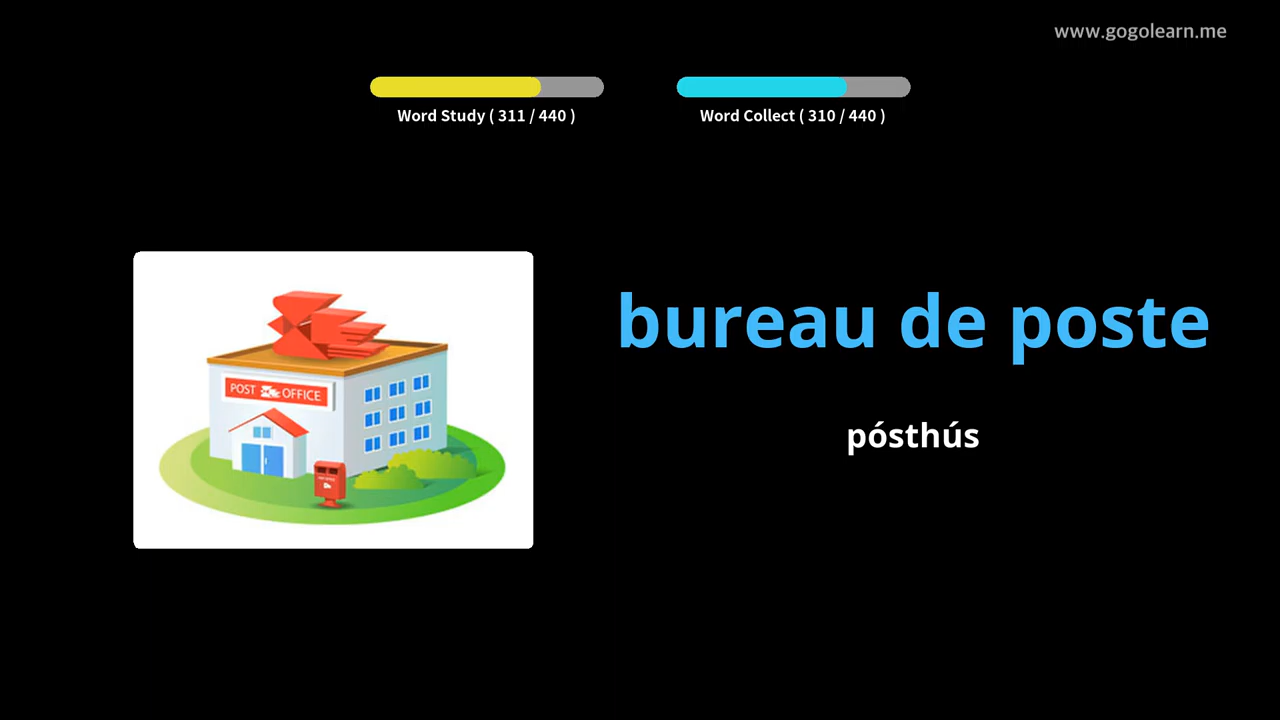 www.gogolearn.me
Word Study ( 311 / 440 )
Word Collect ( 310 / 440 )
POST OFFICE
bureau de poste
pósthús